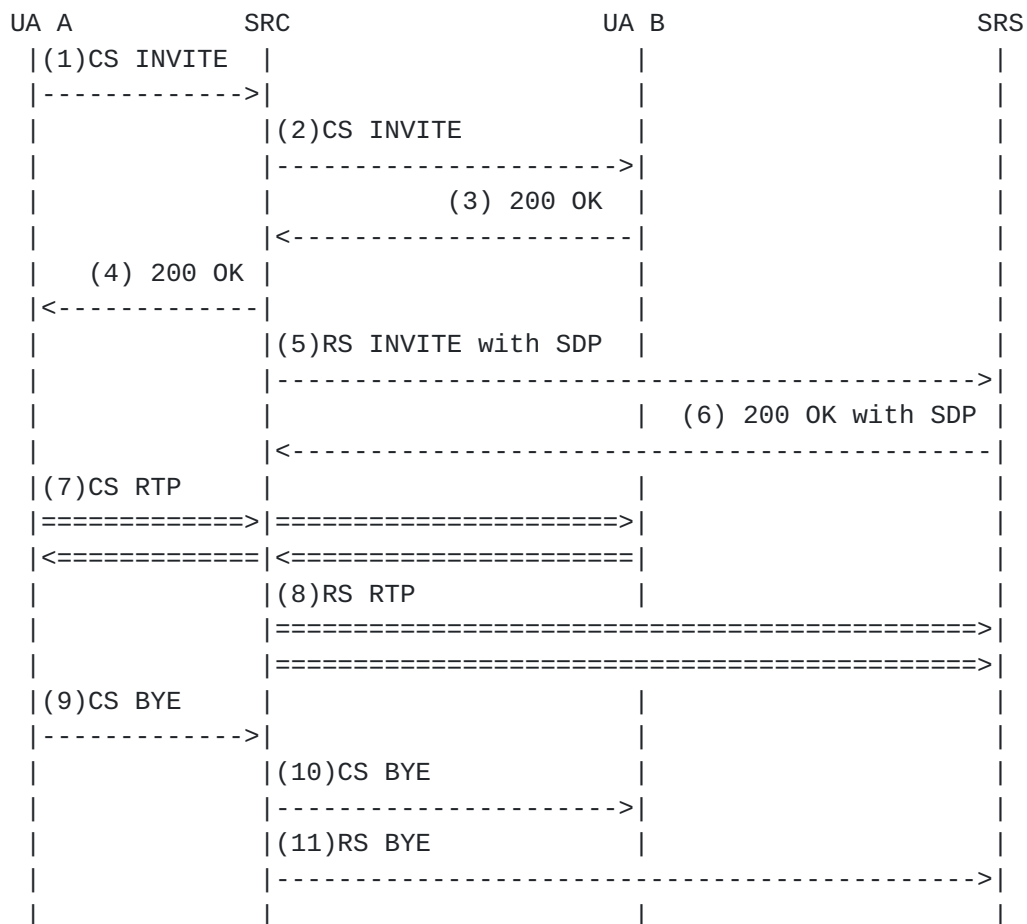 UA A SRC UA B SRS
(1)CS INVITE
(2)CS INVITE
(3) 200 OK
(4) 200 OK
(5)RS INVITE with SDP
(6) 200 OK with SDP
(7)CS RTP
(8)RS RTP
(9)CS BYE
(10)CS BYE
(11)RS BYE